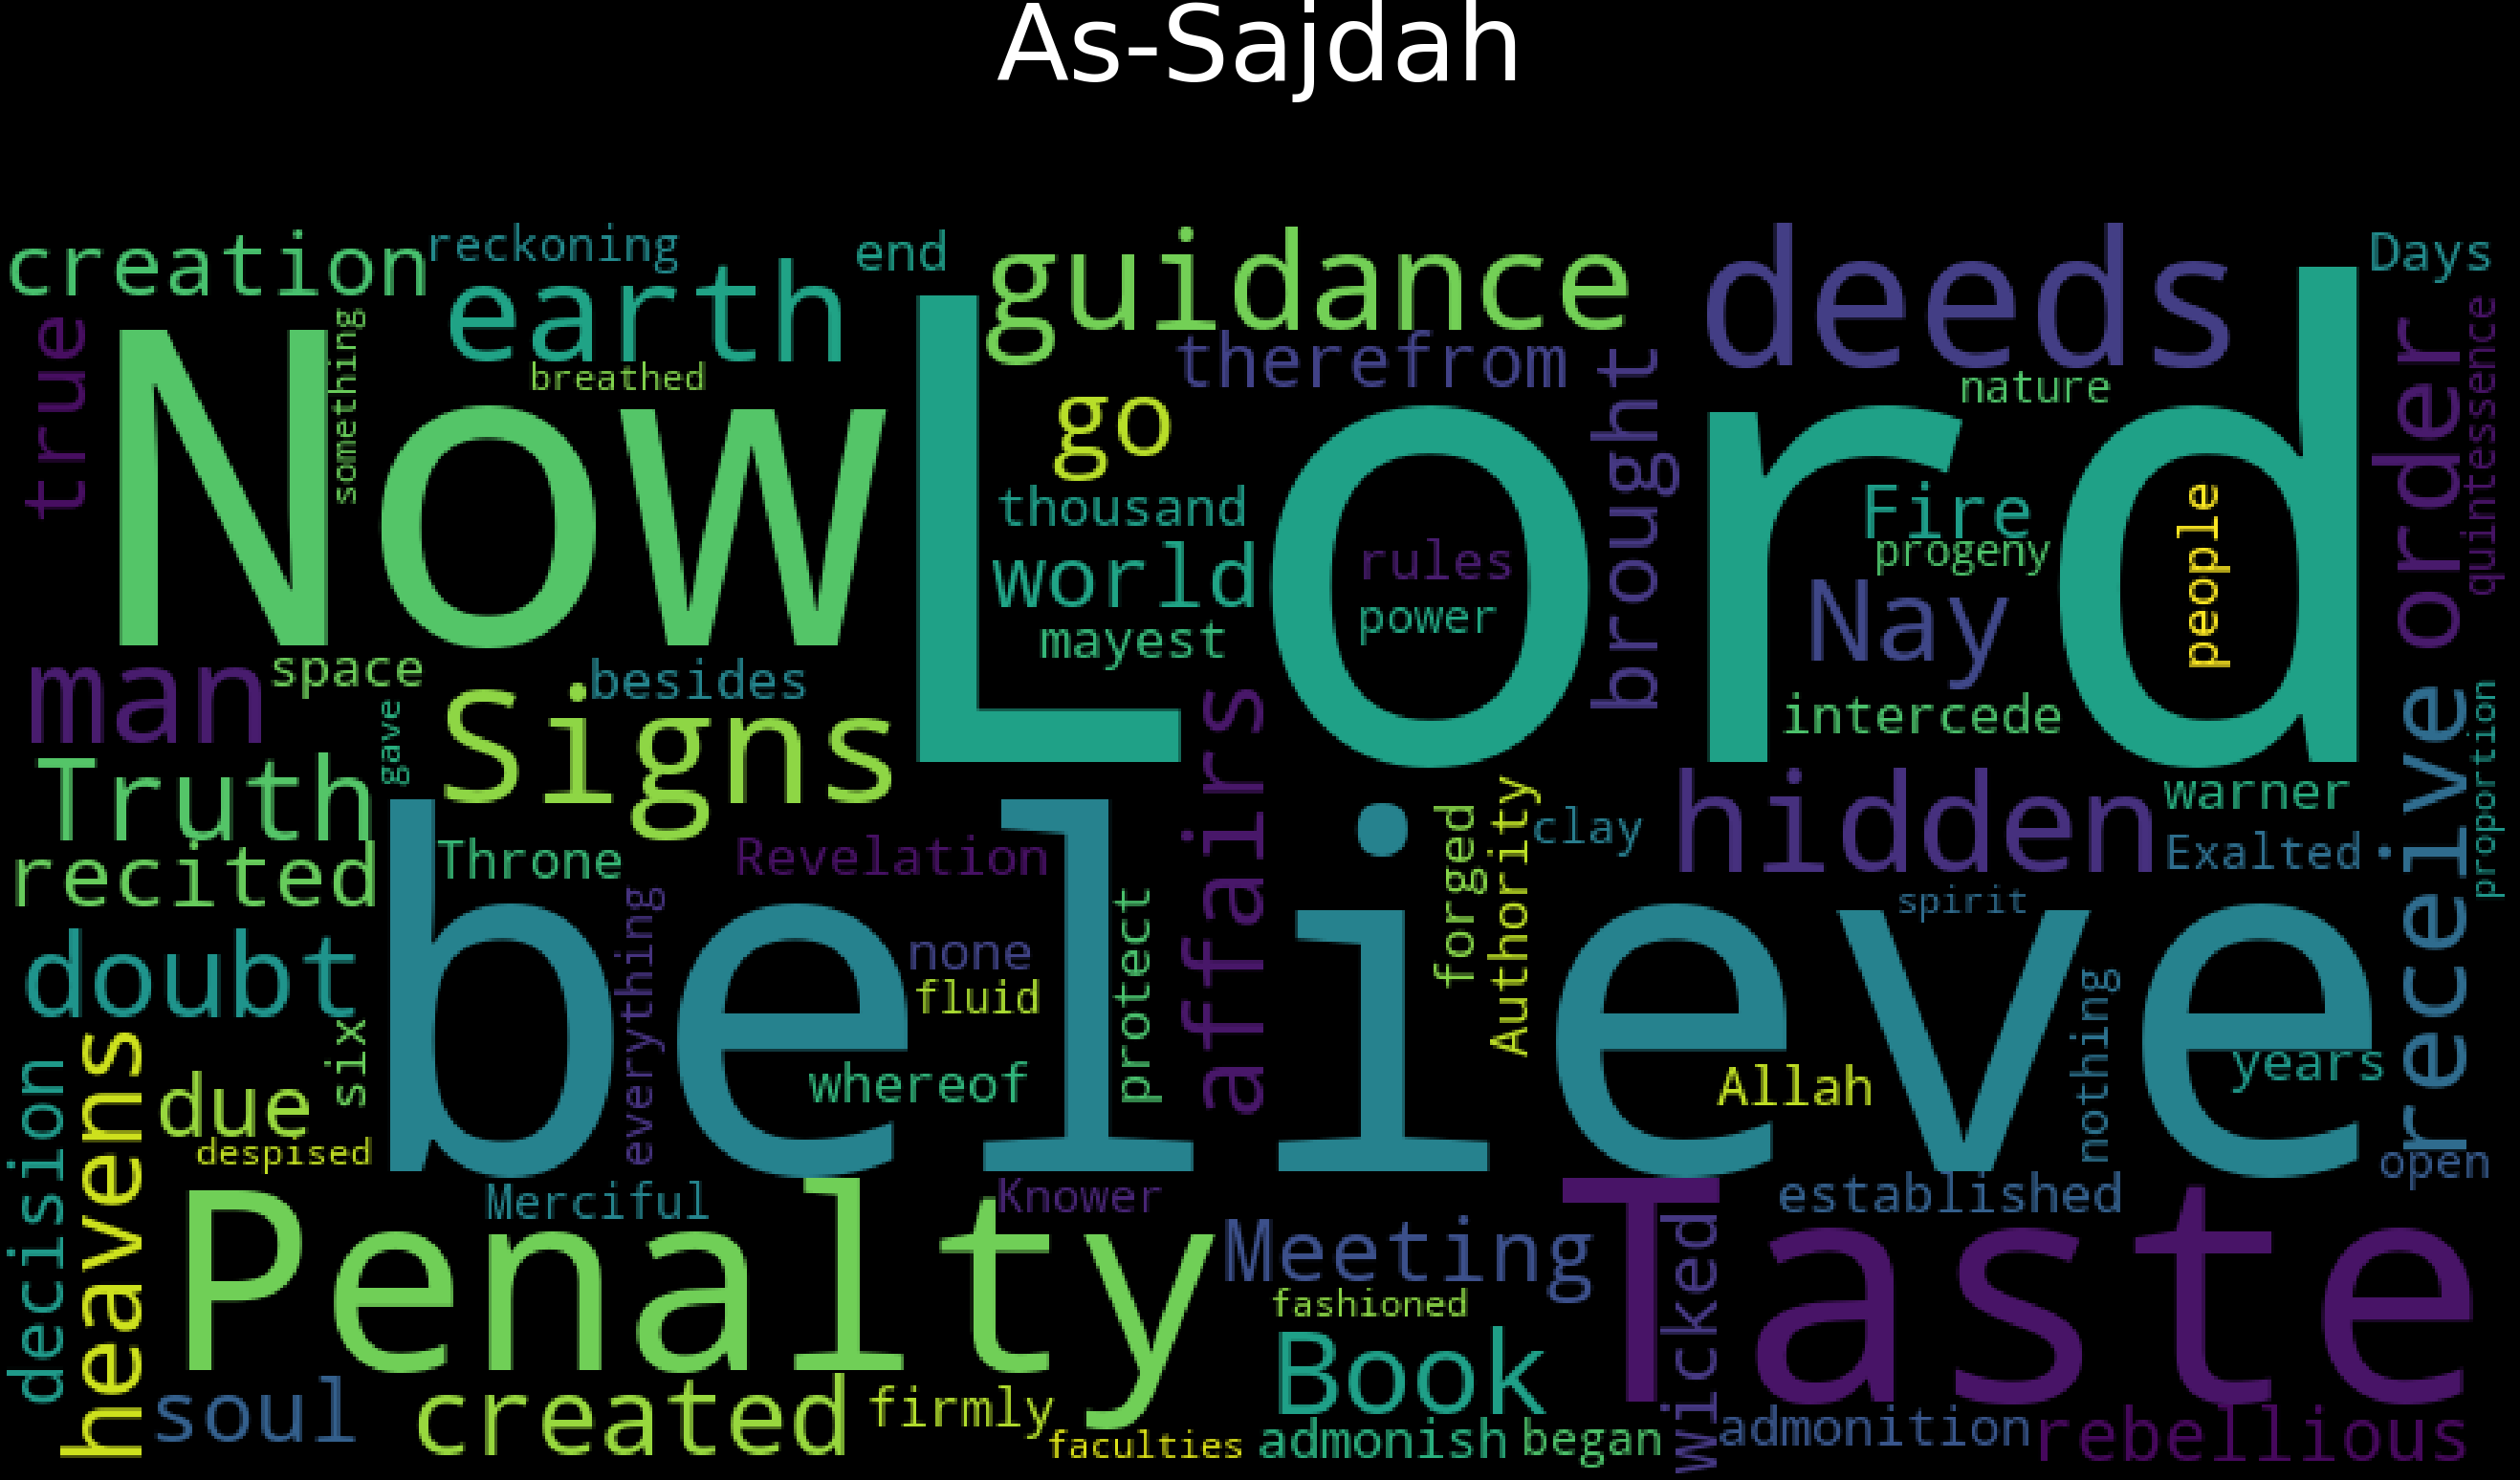 As-Sajdah
creation
reckoning
end
guidance
deeds
Days
true
something
earth
breathed
therefrom
nature
order
quintessence
Now
Lord
go
brought
thousand
world
mayest
rules
power
Fire
progeny
Nay
people
intercede
man
space
besides
Signs
gave
Truth
recited
affairs
hidden
warner
Exalted
receive
proportion
believe
Throne
Revelation
forged
Authority
clay
spirit
doubt
everything
none
fluid
protect
whereof
Allah
nothing
years
open
six
due
despised
decision
heavens
Merciful
Knower
established
Penalty
Meeting
fashioned
Taste
wicked
Book
soul
created
firmly
faculties
admonish
began
admonition
rebellious